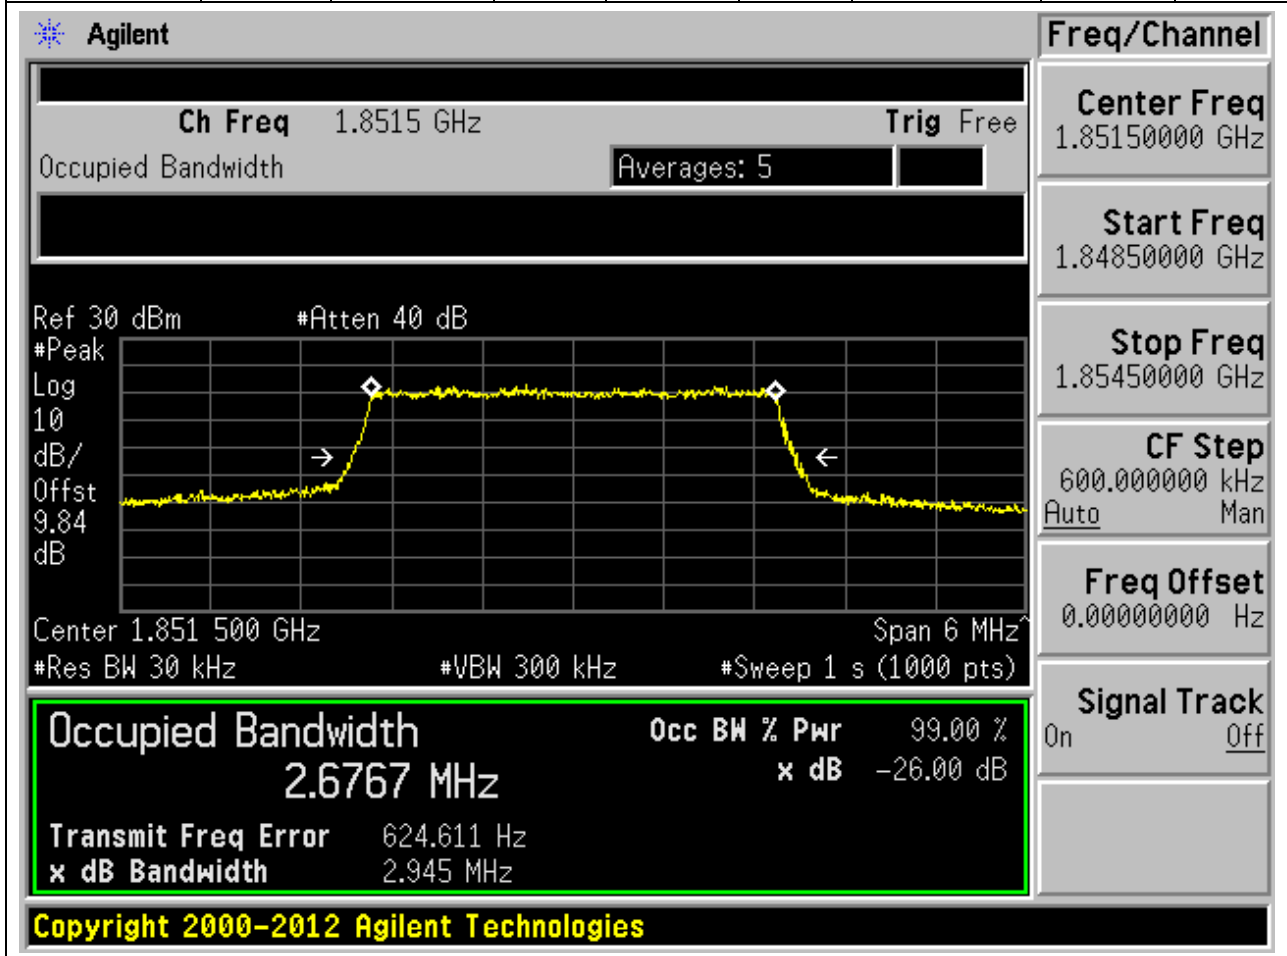 Agilent
Freq/Channel
Ch Freq 1.8515 GHz Trig Free
Occupied Bandwidth Averages: 5
Center Freq
1.85150000 GHz
Start Freq
1.84850000 GHz
Stop Freq
1.85450000 GHz
CF Step
600.000000 kHz
Auto Man
Freq Offset
0.00000000 Hz
Signal Track
On Off
Ref 30 dBm #Atten 40 dB
#Peak
Log
10
dB/
Offst
9.84
dB
Center 1.851 500 GHz Span 6 MHz^
#Res BW 30 kHz #VBW 300 kHz #Sweep 1 s (1000 pts)
Occupied Bandwidth Occ BW % Pwr 99.00 %
2.6767 MHz x dB -26.00 dB
Transmit Freq Error 624.611 Hz
x dB Bandwidth 2.945 MHz
Copyright 2000-2012 Agilent Technologies